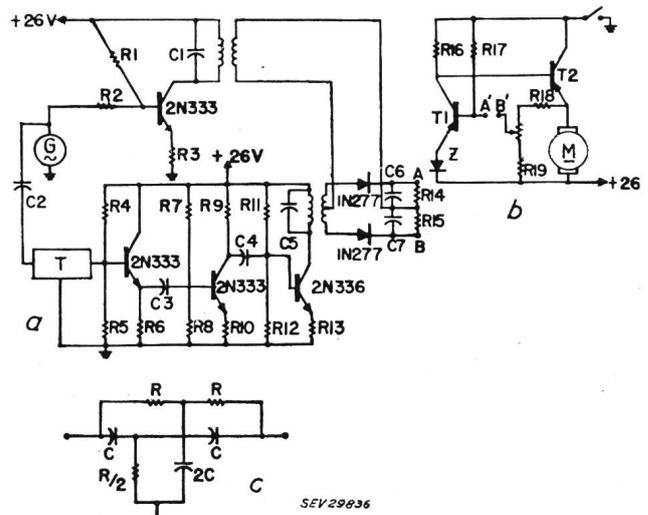 +26V
R1
C1
R2
2N333
G
R3
C2
+26V
R4
R7
R9
R11
C4
C5
T
2N333
C3
2N333
2N336
R5
R6
R8
R10
R12
R13
a
1N277
C6
A
R14
R15
1N277
C7
B
R16
R17
T2
T1
A' B'
R18
Z
M
R19
+26
b
R
R
C
C
R/2
2C
c
SEV29836